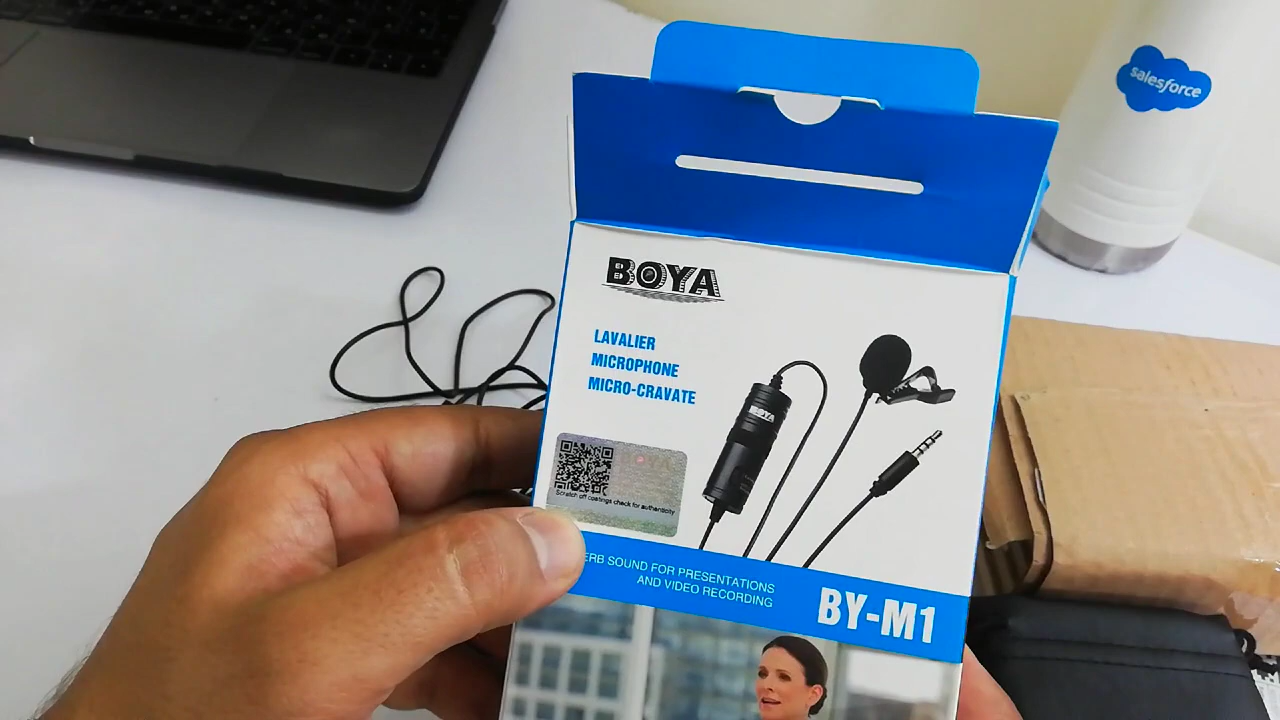 salesforce
BOYA
LAVALIER
MICROPHONE
MICRO-CRAVATE
BOYA
BOYA
Scratch off coatings check for authenticity
SOUND FOR PRESENTATIONS
AND VIDEO RECORDING
BY-M1